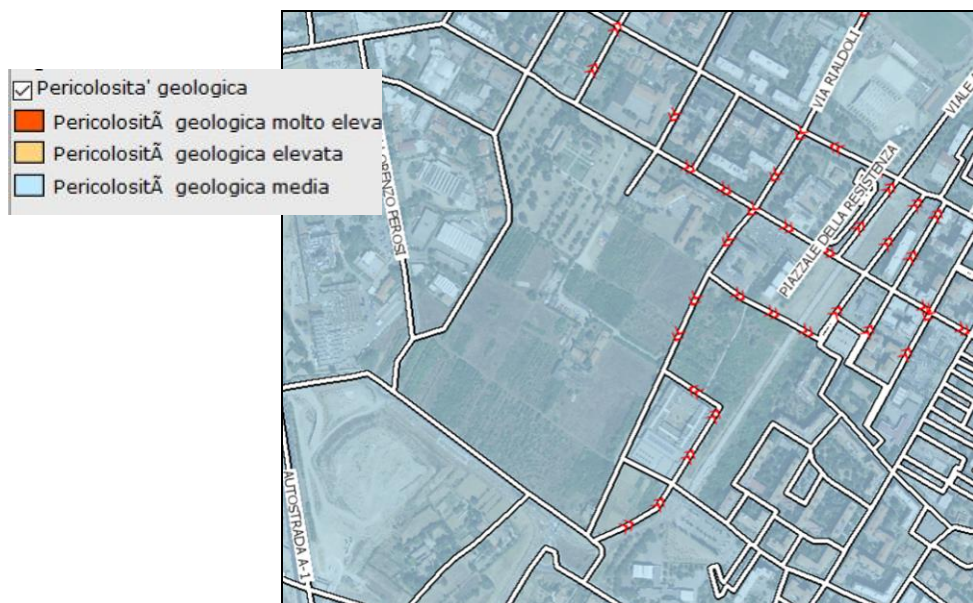 Pericolosita' geologica
PericolositÃ geologica molto eleva
PericolositÃ geologica elevata
PericolositÃ geologica media
ORENZO PEROSI
VIA RIALDOLI
VIALE
PIAZZALE DELLA RESISTENZA
AUTOSTRADA A-1